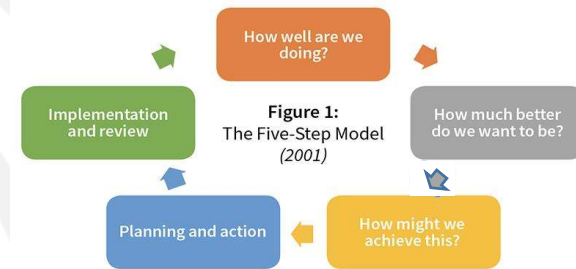 How well are we
doing?
How much better
do we want to be?
How might we
achieve this?
Planning and action
Implementation
and review
Figure 1:
The Five-Step Model
(2001)